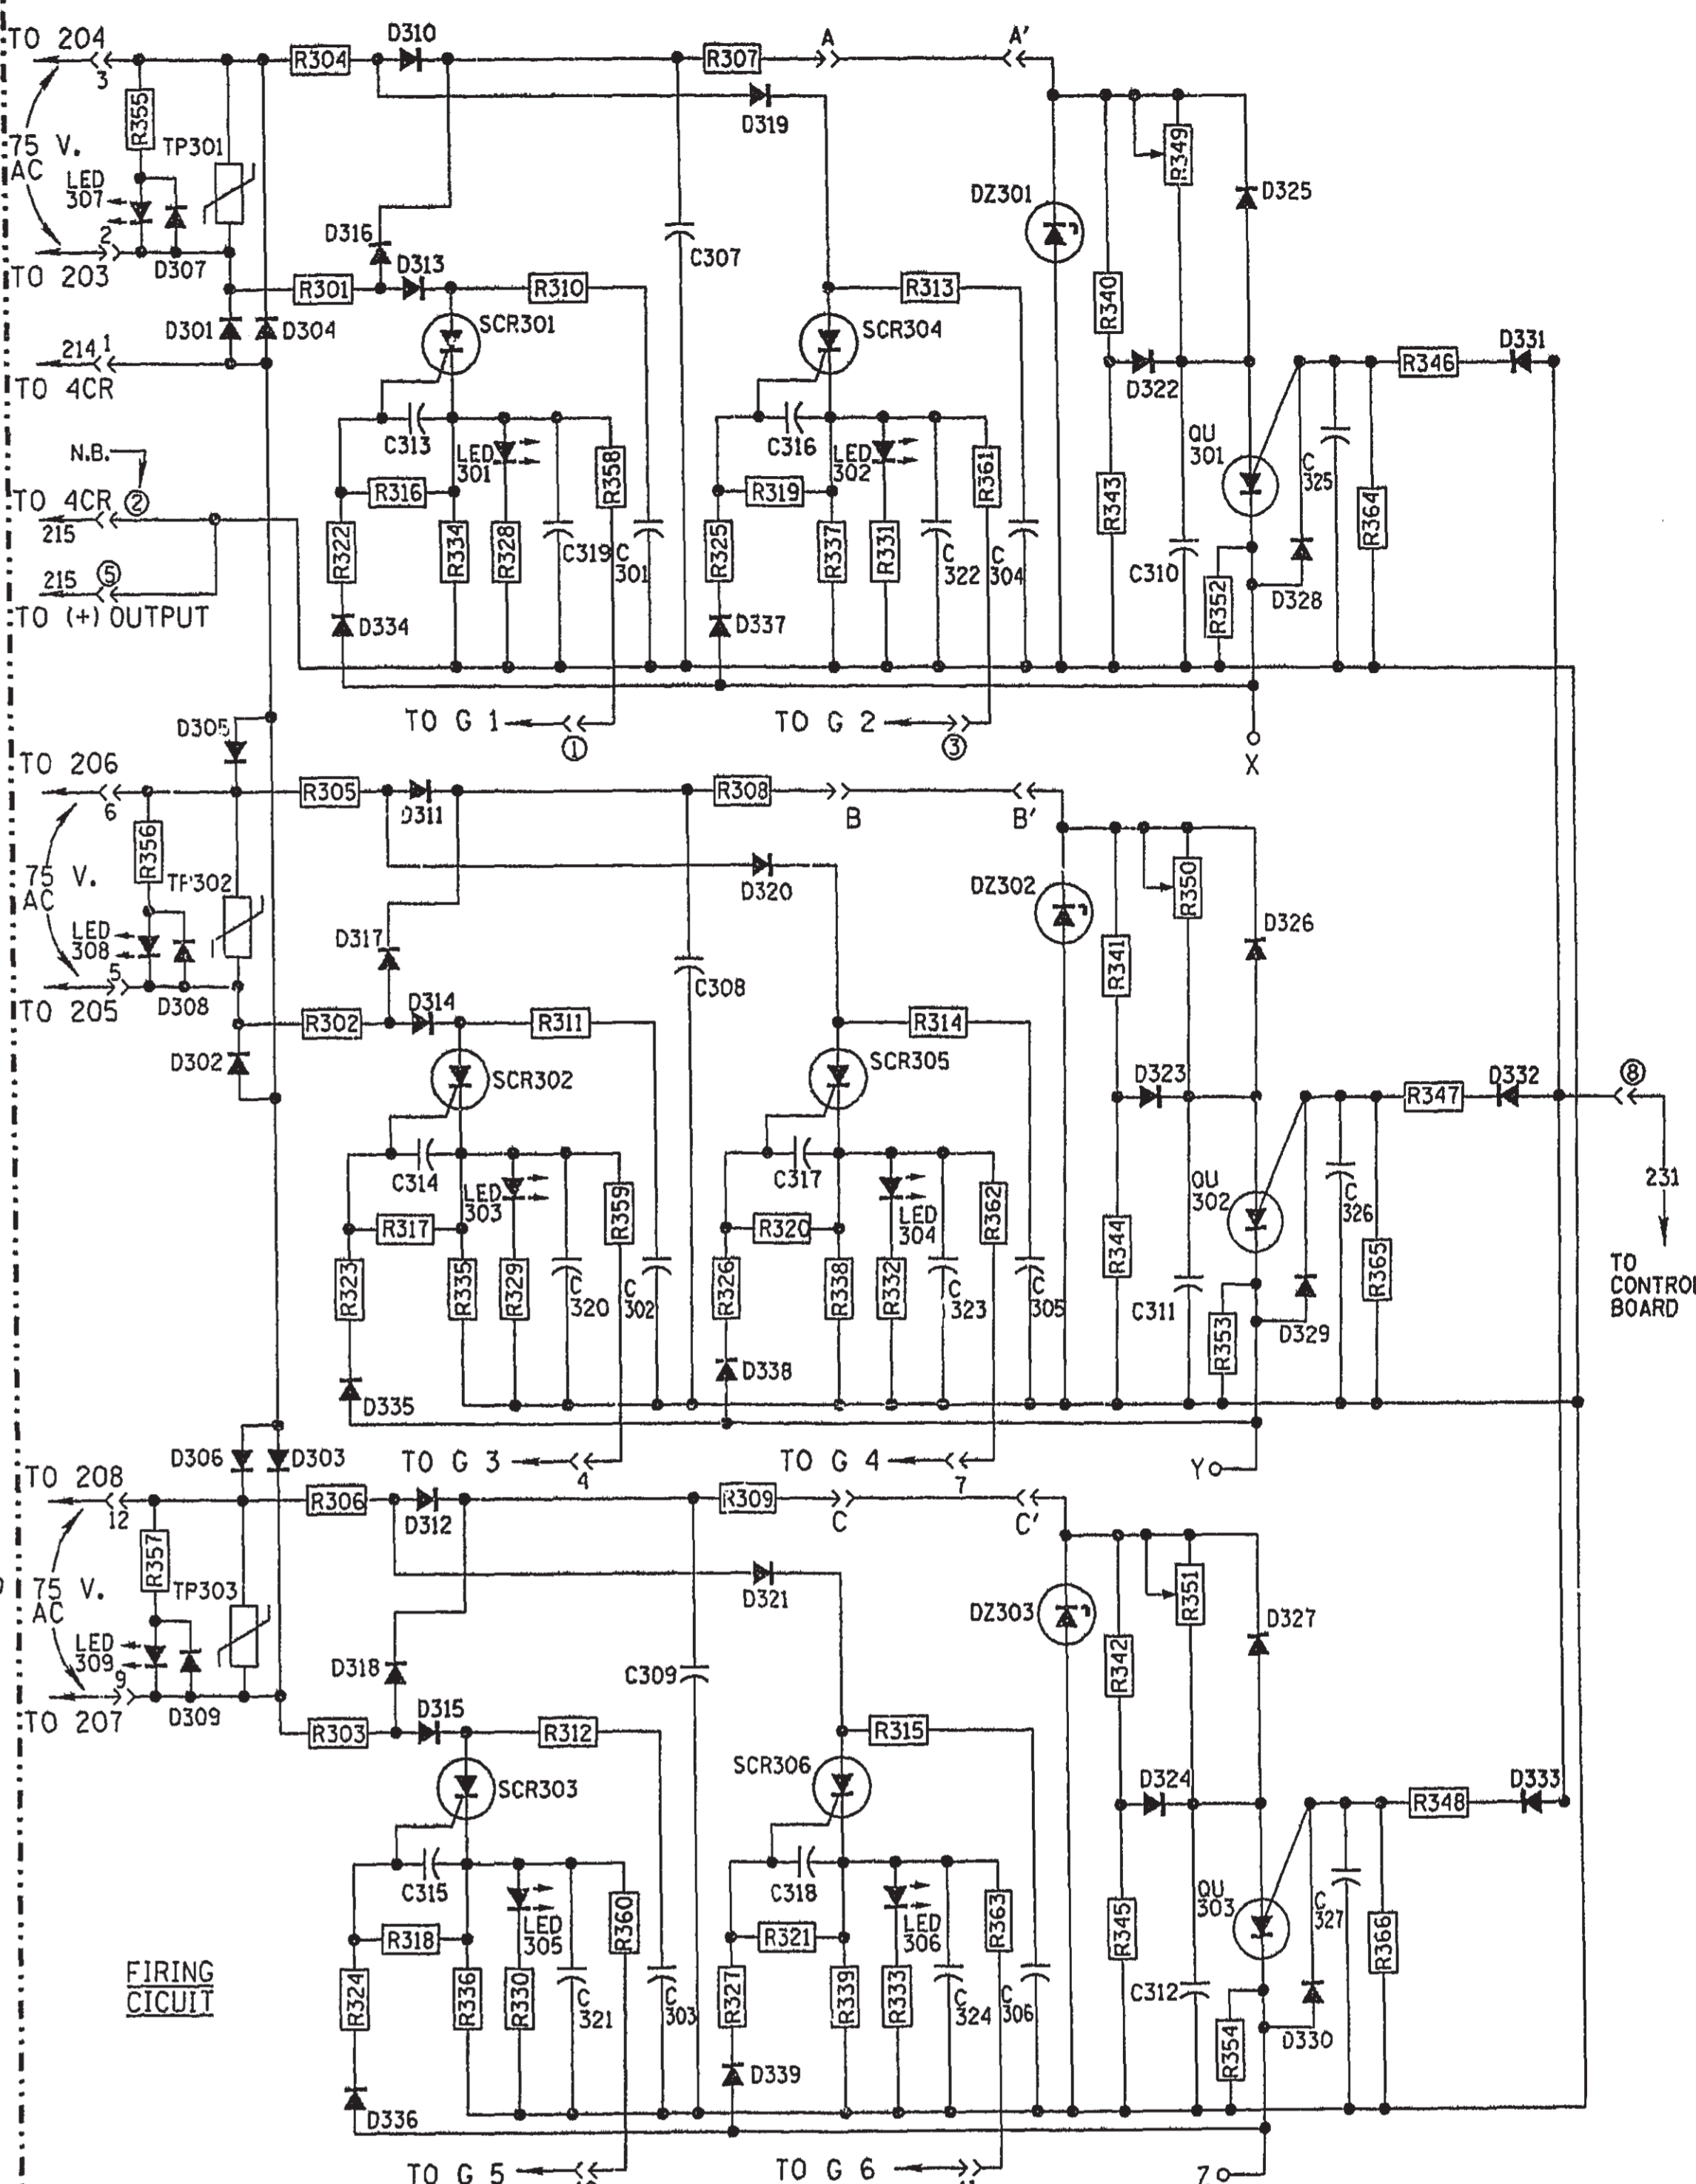 TO 204
3
R304
D310
R307
A
A'
D319
R355
75 V.
AC
TP301
LED
307
2
D307
TO 203
D316
D313
R301
R310
C307
R313
DZ301
R349
D325
R340
D301
D304
SCR301
SCR304
214
1
TO 4CR
D322
R346
D331
N.B.
TO 4CR
2
215
215
5
TO (+) OUTPUT
C313
LED
301
R358
R316
R322
R334
R328
C319
C
301
D334
C316
LED
302
R361
R319
R325
R337
R331
C
322
C
304
D337
R343
C310
QU
301
C
325
R364
R352
D328
TO G 1
1
TO G 2
3
X
D305
TO 206
6
R305
D311
R308
B
B'
R356
75 V.
AC
TP302
LED
308
5
D308
TO 205
D320
DZ302
R350
D326
D317
C308
R341
D314
R302
R311
R314
D302
SCR302
SCR305
D323
R347
D332
8
231
TO
CONTROL
BOARD
C314
LED
303
R359
R317
R323
R335
R329
C
320
C
302
D335
C317
LED
304
R362
R320
R326
R338
R332
C
323
C
305
D338
R344
C311
QU
302
C
326
R365
R353
D329
D306
D303
TO G 3
4
TO G 4
7
Y
TO 208
12
R306
D312
R309
C
C'
R357
75 V.
AC
TP303
LED
309
9
D309
TO 207
D321
DZ303
R351
D327
R342
D318
C309
D315
R303
R312
R315
SCR303
SCR306
D324
R348
D333
C315
LED
305
R360
R318
R324
R336
R330
C
321
C
303
D336
C318
LED
306
R363
R321
R327
R339
R333
C
324
C
306
D339
R345
C312
QU
303
C
327
R366
R354
D330
FIRING
CICUIT
TO G 5
TO G 6
Z